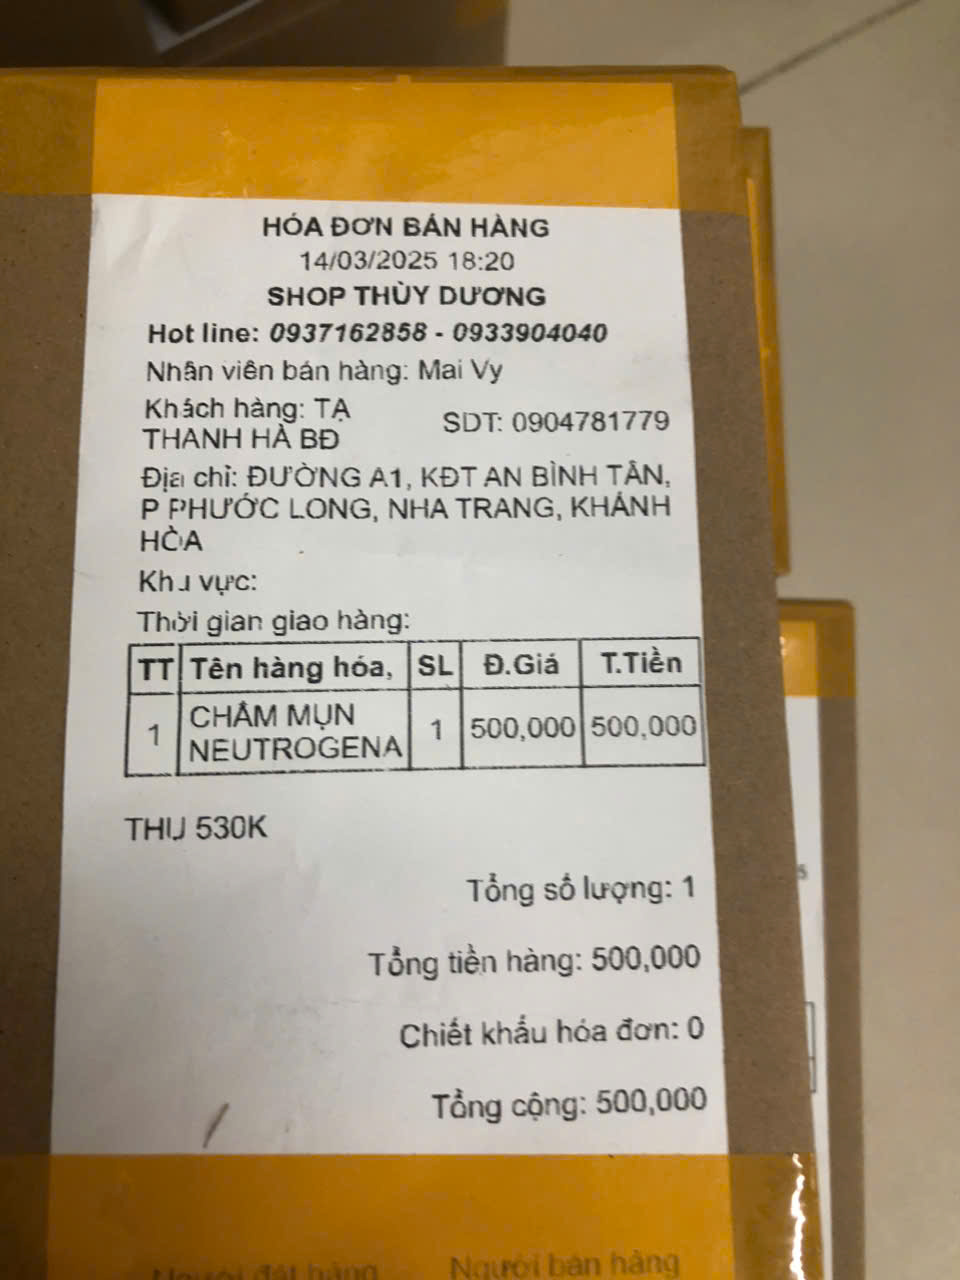 HÓA ĐƠN BÁN HÀNG
14/03/2025 18:20
SHOP THÙY DƯƠNG
Hot line: 0937162858 - 0933904040
Nhân viên bán hàng: Mai Vy
Khách hàng: TẠ THANH HÀ BĐ
SDT: 0904781779
Địa chỉ: ĐƯỜNG A1, KĐT AN BÌNH TÂN,
P PHƯỚC LONG, NHA TRANG, KHÁNH
HÒA
Khu vực:
Thời gian giao hàng:
TT Tên hàng hóa, SL Đ.Giá T.Tiền
1 CHẤM MỤN NEUTROGENA 1 500,000 500,000
THU 530K
Tổng số lượng: 1
Tổng tiền hàng: 500,000
Chiết khấu hóa đơn: 0
Tổng cộng: 500,000
Người đặt hàng Người bán hàng